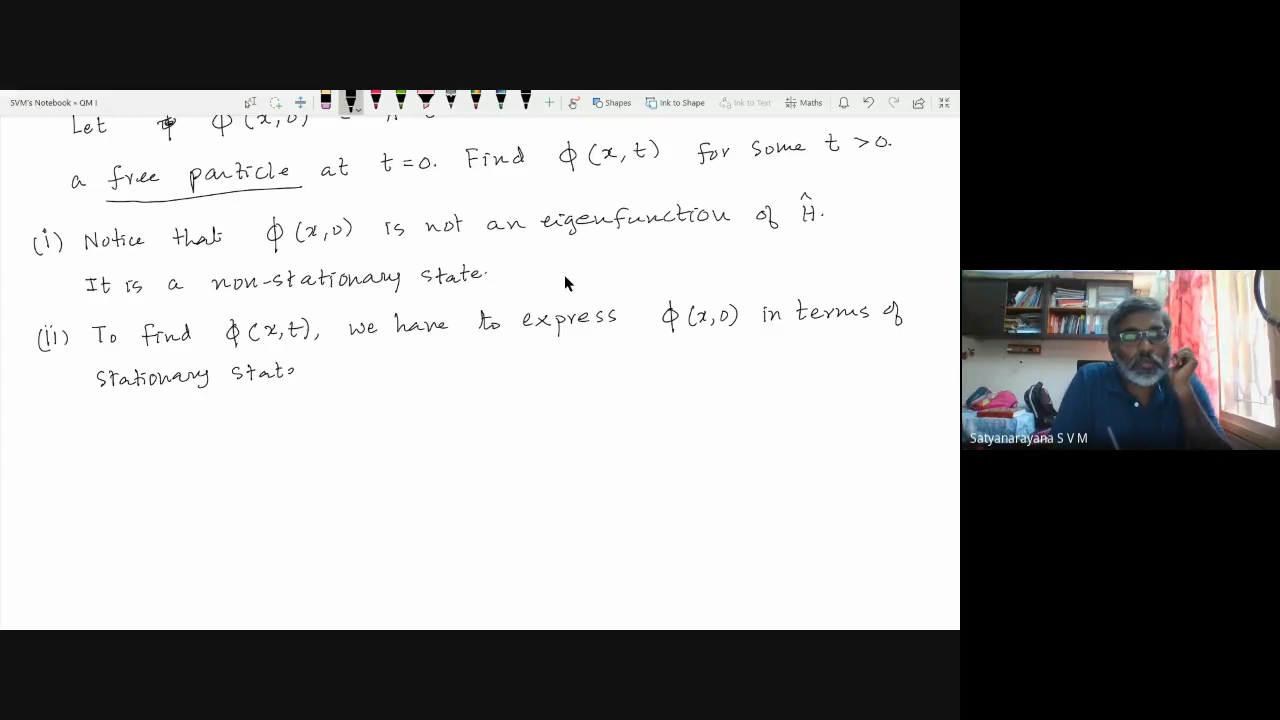 SVM's Notebook » QM I
Shapes
Ink to Shape
Ink to Text
Maths
Let ϕ(x,0)
a free particle at t=0. Find ϕ(x,t) for some t >0.
(i) Notice that ϕ(x,0) is not an eigenfunction of Ĥ.
It is a non-stationary state.
(ii) To find ϕ(x,t), we have to express ϕ(x,0) in terms of
stationary state
Satyanarayana S V M